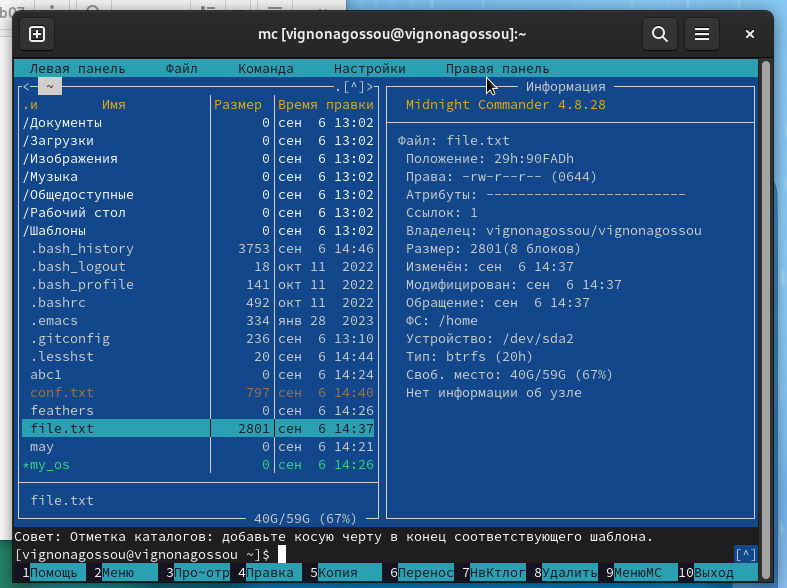 mc [vignonagossou@vignonagossou]:~
Левая панель Файл Команда Настройки Правая панель
<─ ~ .[^]>
.и Имя Размер Время правки
/Документы 0 сен 6 13:02
/Загрузки 0 сен 6 13:02
/Изображения 0 сен 6 13:02
/Музыка 0 сен 6 13:02
/Общедоступные 0 сен 6 13:02
/Рабочий стол 0 сен 6 13:02
/Шаблоны 0 сен 6 13:02
.bash_history 3753 сен 6 14:46
.bash_logout 18 окт 11 2022
.bash_profile 141 окт 11 2022
.bashrc 492 окт 11 2022
.emacs 334 янв 28 2023
.gitconfig 236 сен 6 13:10
.lesshst 20 сен 6 14:44
abc1 0 сен 6 14:24
conf.txt 797 сен 6 14:40
feathers 0 сен 6 14:26
file.txt 2801 сен 6 14:37
may 0 сен 6 14:21
*my_os 0 сен 6 14:26
file.txt
40G/59G (67%)
Информация
Midnight Commander 4.8.28
Файл: file.txt
Положение: 29h:90FADh
Права: -rw-r--r-- (0644)
Атрибуты: -------------------------
Ссылок: 1
Владелец: vignonagossou/vignonagossou
Размер: 2801(8 блоков)
Изменён: сен 6 14:37
Модифицирован: сен 6 14:37
Обращение: сен 6 14:37
ФС: /home
Устройство: /dev/sda2
Тип: btrfs (20h)
Своб. место: 40G/59G (67%)
Нет информации об узле
Совет: Отметка каталогов: добавьте косую черту в конец соответствующего шаблона.
[vignonagossou@vignonagossou ~]$ [^]
1Помощь 2Меню 3Про~отр 4Правка 5Копия 6Перенос 7НвКтлог 8Удалить 9МенюМС 10Выход